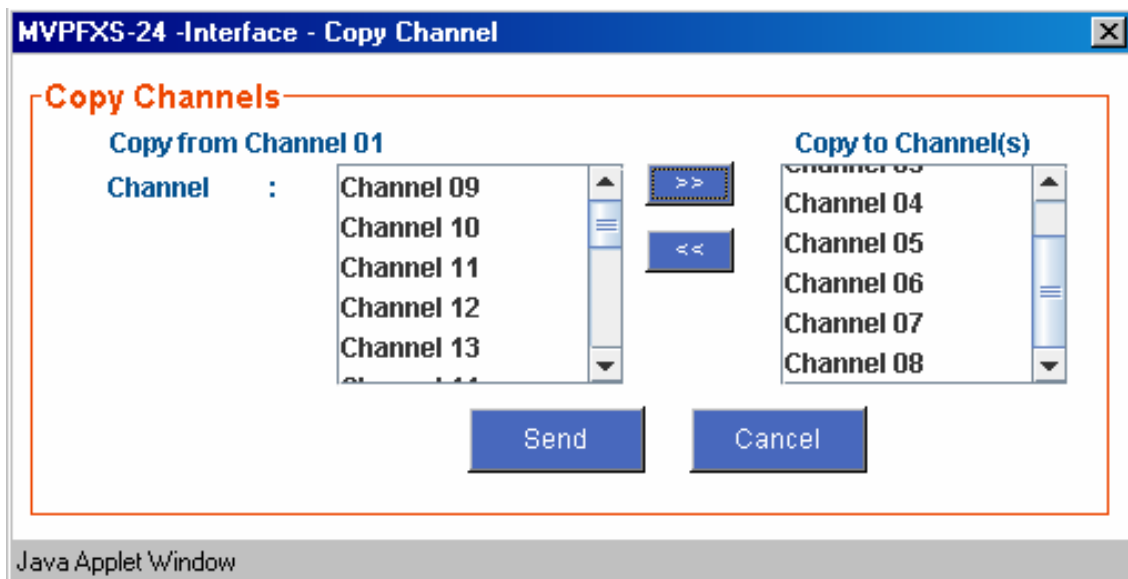 MVPFXS-24 -Interface - Copy Channel
Copy Channels
Copy from Channel 01
Copy to Channel(s)
Channel :
Channel 09
Channel 10
Channel 11
Channel 12
Channel 13
>>
<<
Channel 04
Channel 05
Channel 06
Channel 07
Channel 08
Send
Cancel
Java Applet Window